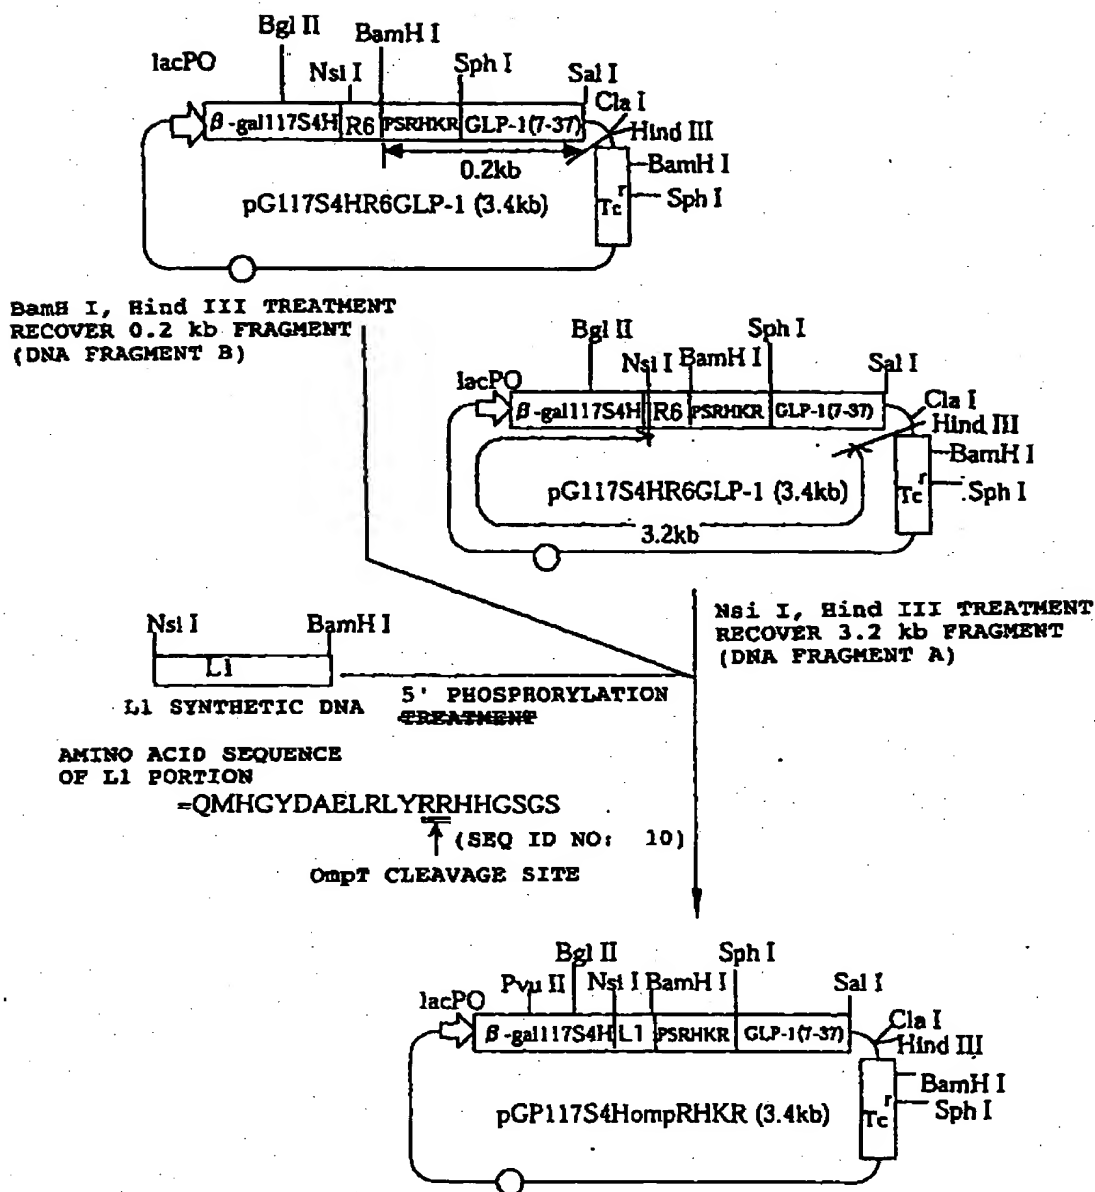 Bgl II
BamH I
lacPO
Nsi I
Sph I
Sal I
Cla I
Hind III
β-gal117S4H
R6
PSRHKR
GLP-1(7-37)
BamH I
0.2kb
pG117S4HR6GLP-1 (3.4kb)
Tc r
Sph I
BamH I, Hind III TREATMENT
RECOVER 0.2 kb FRAGMENT
(DNA FRAGMENT B)
Bgl II
Sph I
Nsi I
BamH I
Sal I
lacPO
Cla I
β-gal117S4H
R6
PSRHKR
GLP-1(7-37)
Hind III
BamH I
pG117S4HR6GLP-1 (3.4kb)
Tc r
Sph I
3.2kb
Nsi I, Hind III TREATMENT
RECOVER 3.2 kb FRAGMENT
(DNA FRAGMENT A)
Nsi I
BamH I
L1
L1 SYNTHETIC DNA
5' PHOSPHORYLATION
TREATMENT
AMINO ACID SEQUENCE
OF L1 PORTION
=QMHGYDAELRLYRRHHGSGS
(SEQ ID NO: 10)
OmpT CLEAVAGE SITE
Bgl II
Sph I
Pvu II
Nsi I
BamH I
Sal I
lacPO
Cla I
β-gal117S4H
L1
PSRHKR
GLP-1(7-37)
Hind III
BamH I
pGP117S4HompRHKR (3.4kb)
Tc r
Sph I